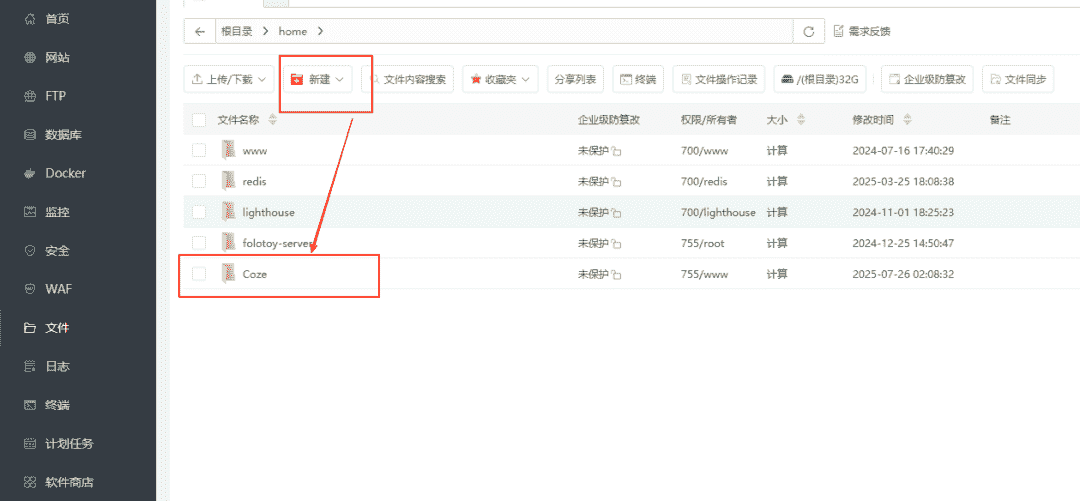 首页
网站
FTP
数据库
Docker
监控
安全
WAF
文件
日志
终端
计划任务
软件商店
根目录 home 需求反馈
上传/下载 新建 文件内容搜索 收藏夹 分享列表 终端 文件操作记录 /(根目录)32G 企业级防篡改 文件同步
文件名称 企业级防篡改 权限/所有者 大小 修改时间 备注
www 未保护 700/www 计算 2024-07-16 17:40:29
redis 未保护 700/redis 计算 2025-03-25 18:08:38
lighthouse 未保护 700/lighthouse 计算 2024-11-01 18:25:23
folotoy-server 未保护 755/root 计算 2024-12-25 14:50:47
Coze 未保护 755/www 计算 2025-07-26 02:08:32